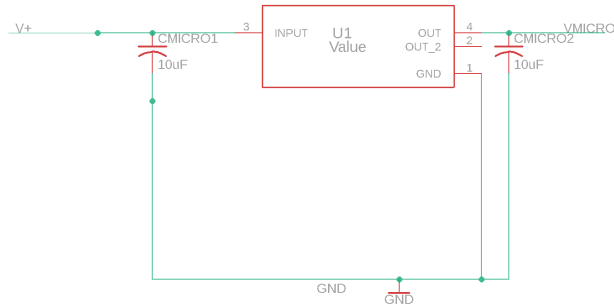 V+
CMICRO1
10uF
3
INPUT
U1
Value
OUT
OUT_2
GND
4
2
1
VMICRO
CMICRO2
10uF
GND
GND